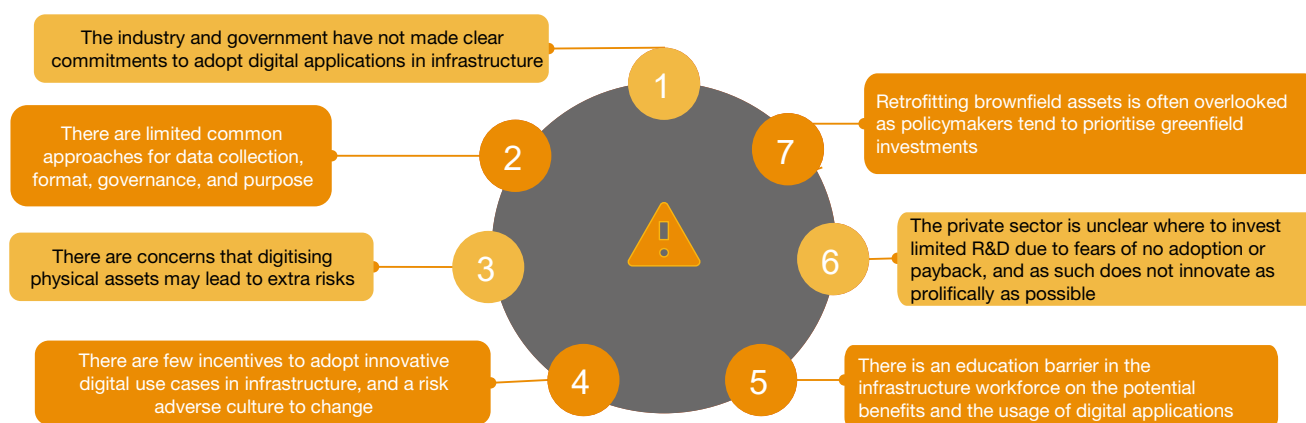 The industry and government have not made clear
commitments to adopt digital applications in infrastructure
1
There are limited common
approaches for data collection,
format, governance, and purpose
2
There are concerns that digitising
physical assets may lead to extra risks
3
There are few incentives to adopt innovative
digital use cases in infrastructure, and a risk
adverse culture to change
4
5
There is an education barrier in the
infrastructure workforce on the potential
benefits and the usage of digital applications
6
The private sector is unclear where to invest
limited R&D due to fears of no adoption or
payback, and as such does not innovate as
prolifically as possible
7
Retrofitting brownfield assets is often overlooked
as policymakers tend to prioritise greenfield
investments